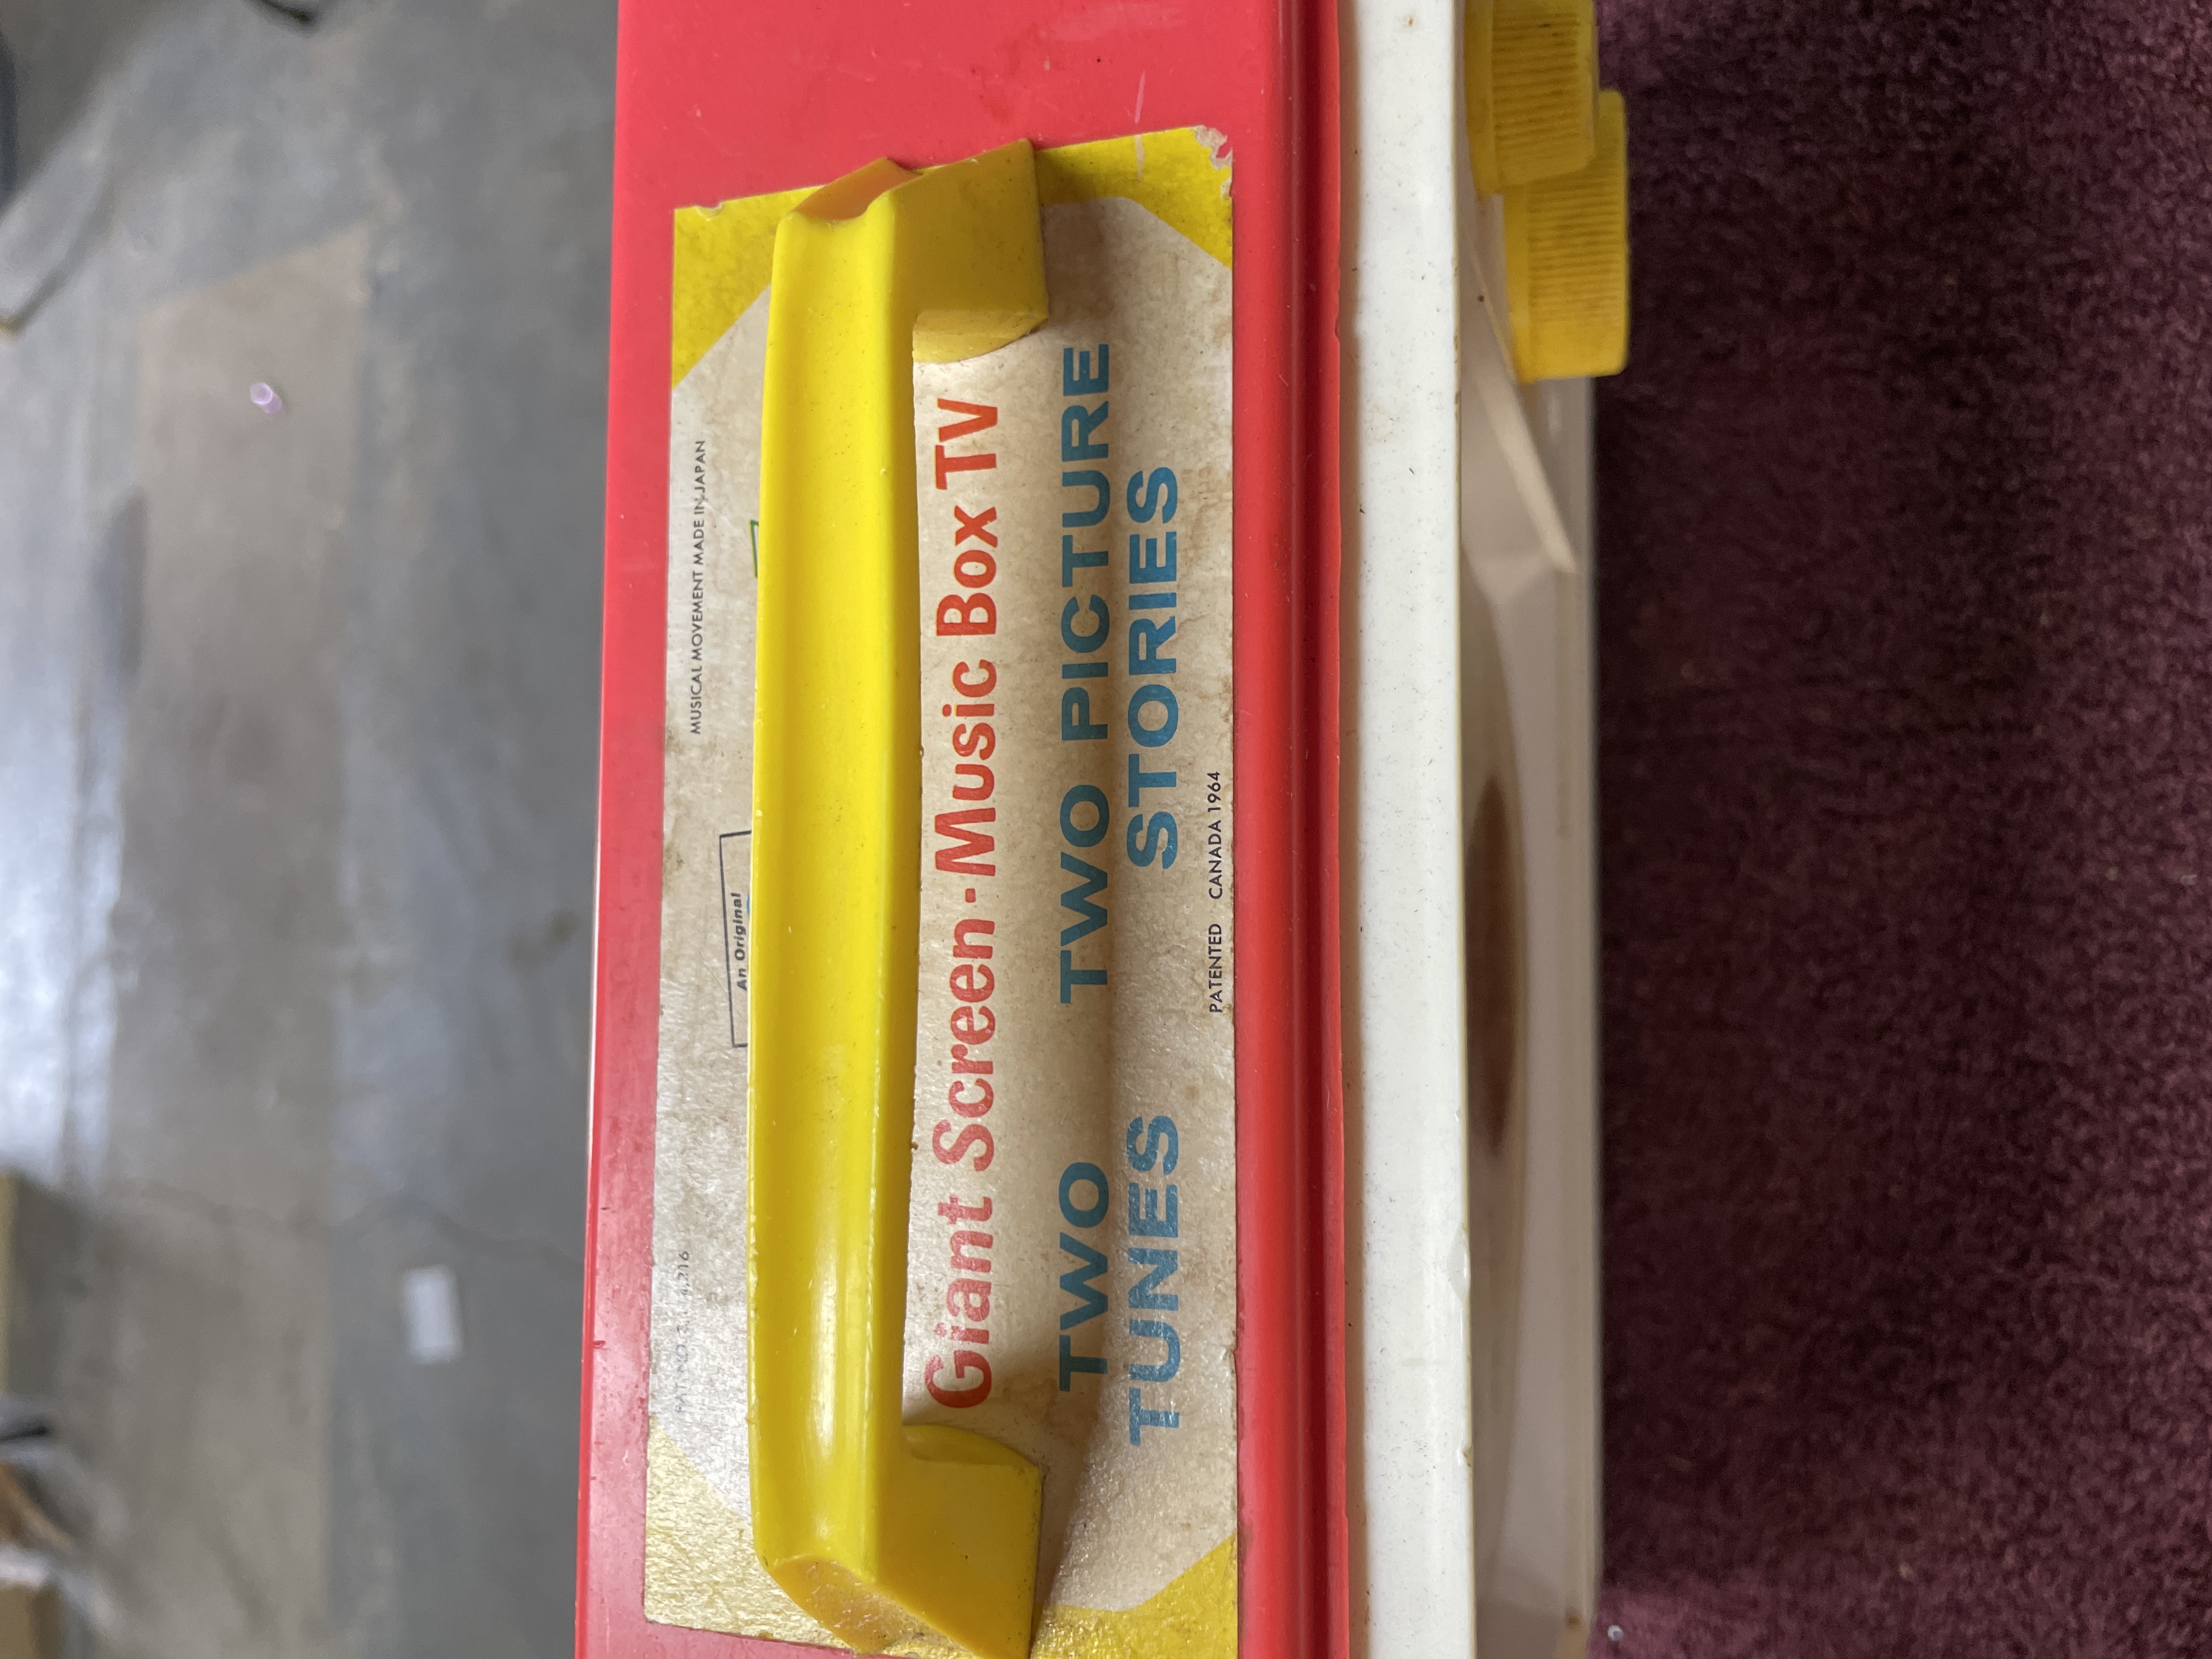 MUSICAL MOVEMENT MADE IN JAPAN
An Original
Giant Screen-Music Box TV
TWO TUNES
TWO PICTURE STORIES
PATENTED CANADA 1964